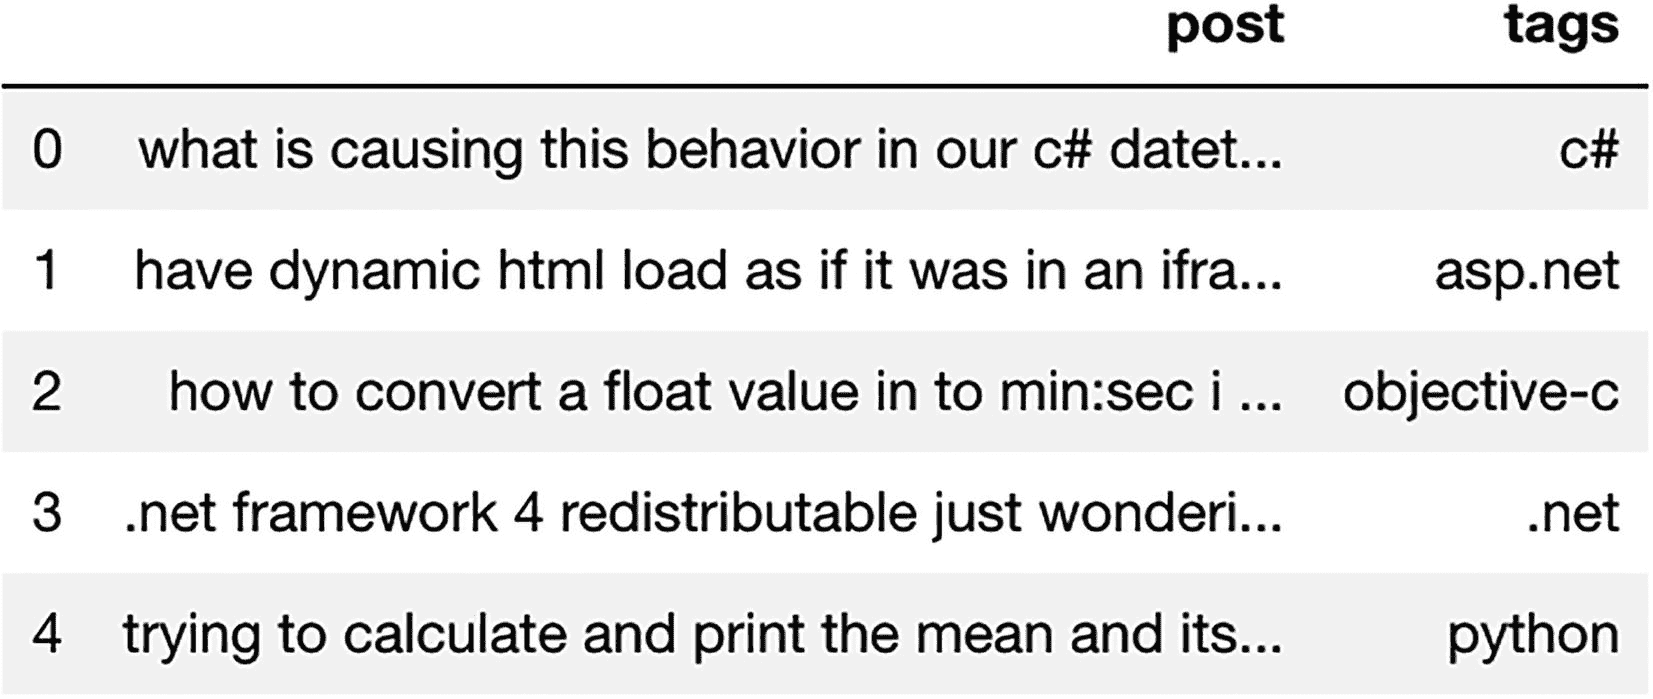 post tags
0 what is causing this behavior in our c# datet... c#
1 have dynamic html load as if it was in an ifra... asp.net
2 how to convert a float value in to min:sec i ... objective-c
3 .net framework 4 redistributable just wonderi... .net
4 trying to calculate and print the mean and its... python